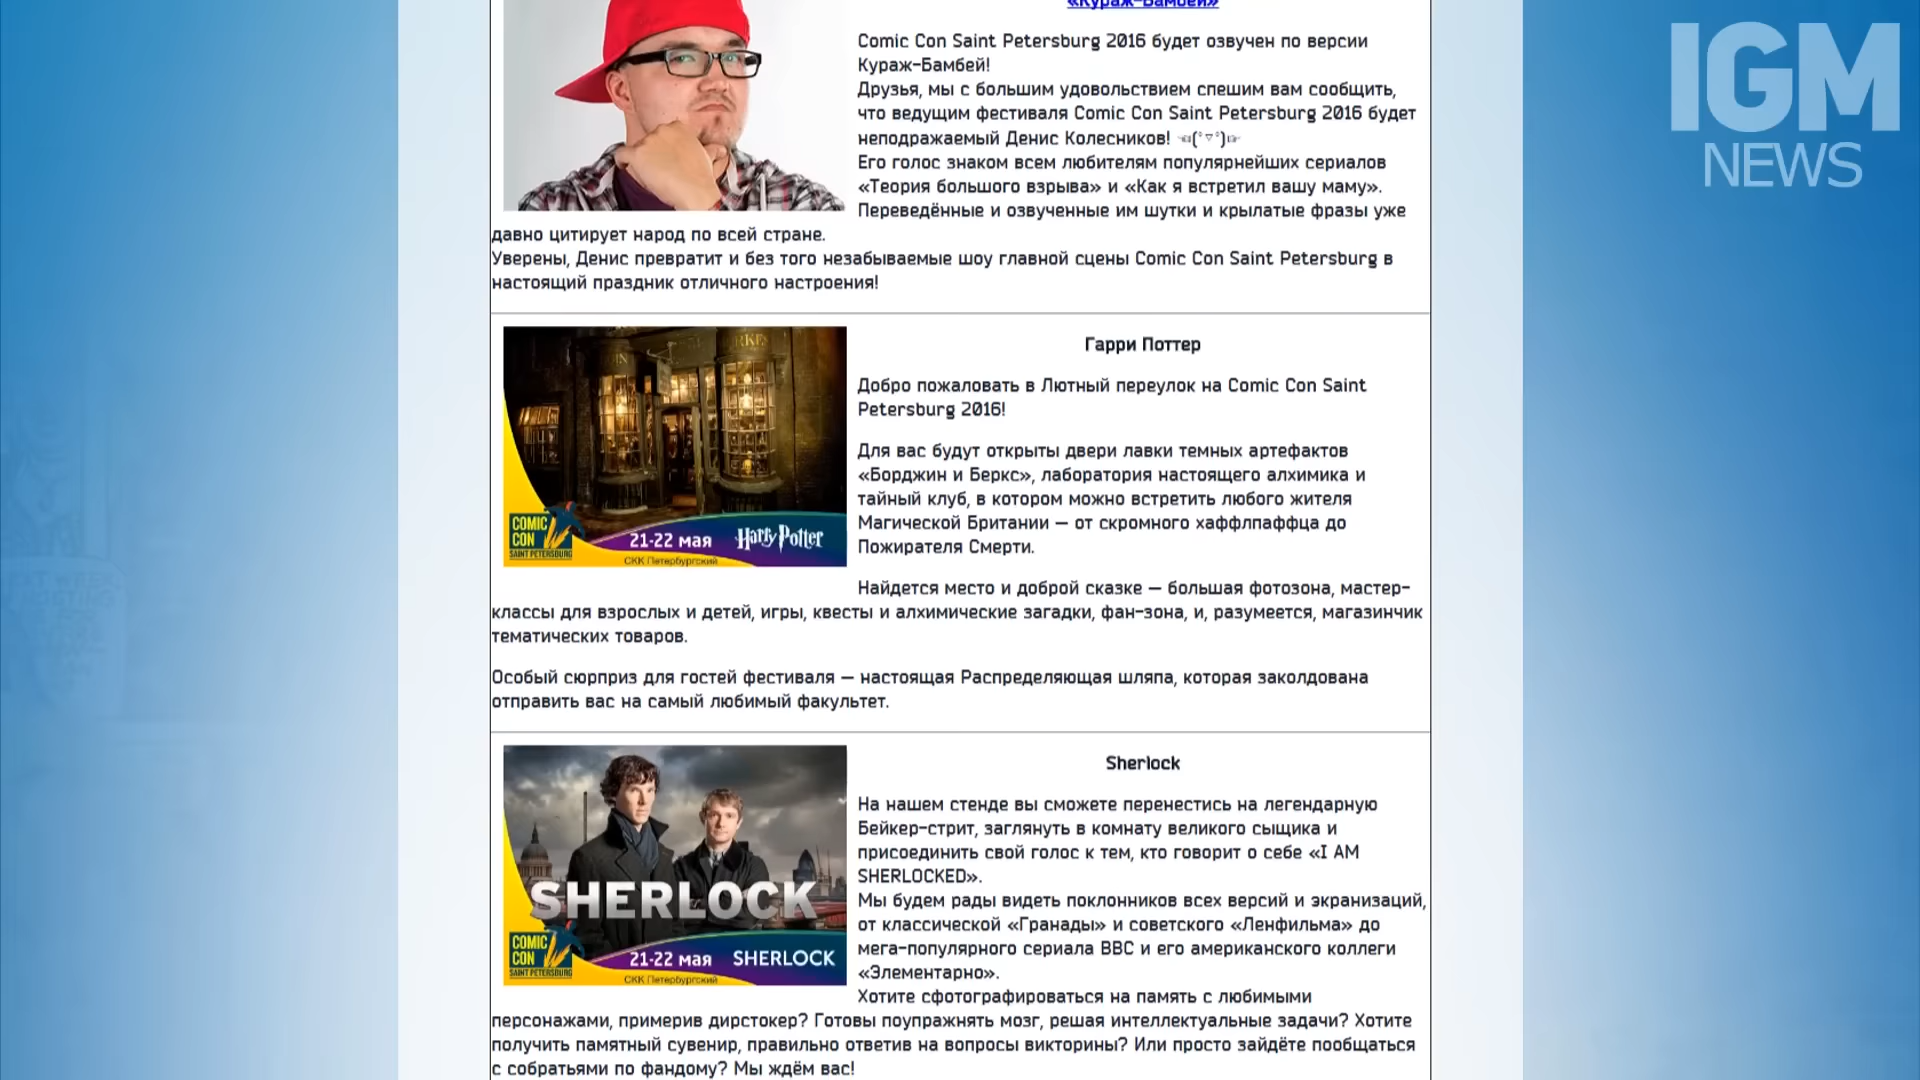 «Кураж-Бамбей»
IGM
NEWS
Comic Con Saint Petersburg 2016 будет озвучен по версии
Кураж-Бамбей!
Друзья, мы с большим удовольствием спешим вам сообщить,
что ведущим фестиваля Comic Con Saint Petersburg 2016 будет
неподражаемый Денис Колесников! ☜(ﾟヮﾟ)☞
Его голос знаком всем любителям популярнейших сериалов
«Теория большого взрыва» и «Как я встретил вашу маму».
Переведённые и озвученные им шутки и крылатые фразы уже
давно цитирует народ по всей стране.
Уверены, Денис превратит и без того незабываемые шоу главной сцены Comic Con Saint Petersburg в
настоящий праздник отличного настроения!
Гарри Поттер
Добро пожаловать в Лютный переулок на Comic Con Saint
Petersburg 2016!
Для вас будут открыты двери лавки темных артефактов
«Борджин и Беркс», лаборатория настоящего алхимика и
тайный клуб, в котором можно встретить любого жителя
Магической Британии — от скромного хаффлпаффца до
Пожирателя Смерти.
COMIC
CON
SAINT PETERSBURG
21-22 мая
Harry Potter
СКК Петербургский
Найдется место и доброй сказке — большая фотозона, мастер-
классы для взрослых и детей, игры, квесты и алхимические загадки, фан-зона, и, разумеется, магазинчик
тематических товаров.
Особый сюрприз для гостей фестиваля — настоящая Распределяющая шляпа, которая заколдована
отправить вас на самый любимый факультет.
Sherlock
На нашем стенде вы сможете перенестись на легендарную
Бейкер-стрит, заглянуть в комнату великого сыщика и
присоединить свой голос к тем, кто говорит о себе «I AM
SHERLOCKED».
Мы будем рады видеть поклонников всех версий и экранизаций,
от классической «Гранады» и советского «Ленфильма» до
мега-популярного сериала BBC и его американского коллеги
«Элементарно».
SHERLOCK
COMIC
CON
SAINT PETERSBURG
21-22 мая
SHERLOCK
СКК Петербургский
Хотите сфотографироваться на память с любимыми
персонажами, примерив дирстокер? Готовы поупражнять мозг, решая интеллектуальные задачи? Хотите
получить памятный сувенир, правильно ответив на вопросы викторины? Или просто зайдёте пообщаться
с собратьями по фандому? Мы ждём вас!